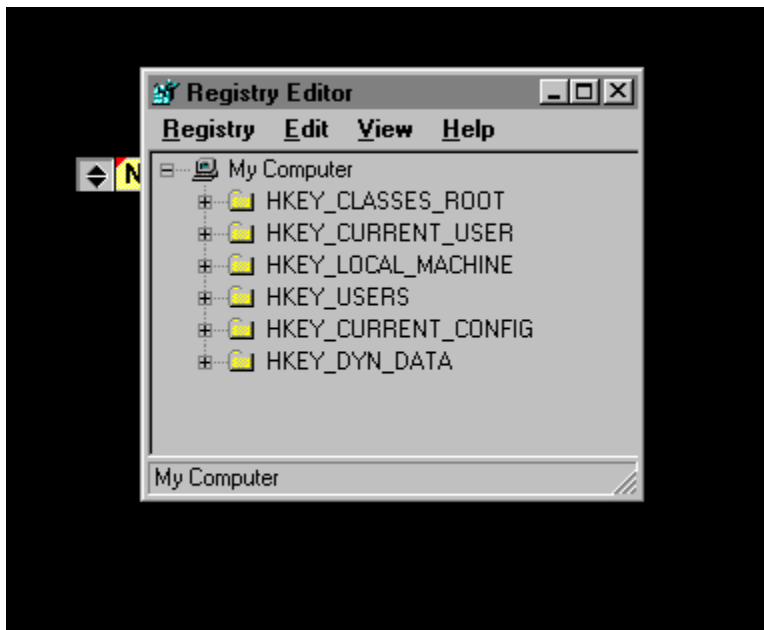 Registry Editor
Registry Edit View Help
N
My Computer
HKEY_CLASSES_ROOT
HKEY_CURRENT_USER
HKEY_LOCAL_MACHINE
HKEY_USERS
HKEY_CURRENT_CONFIG
HKEY_DYN_DATA
My Computer